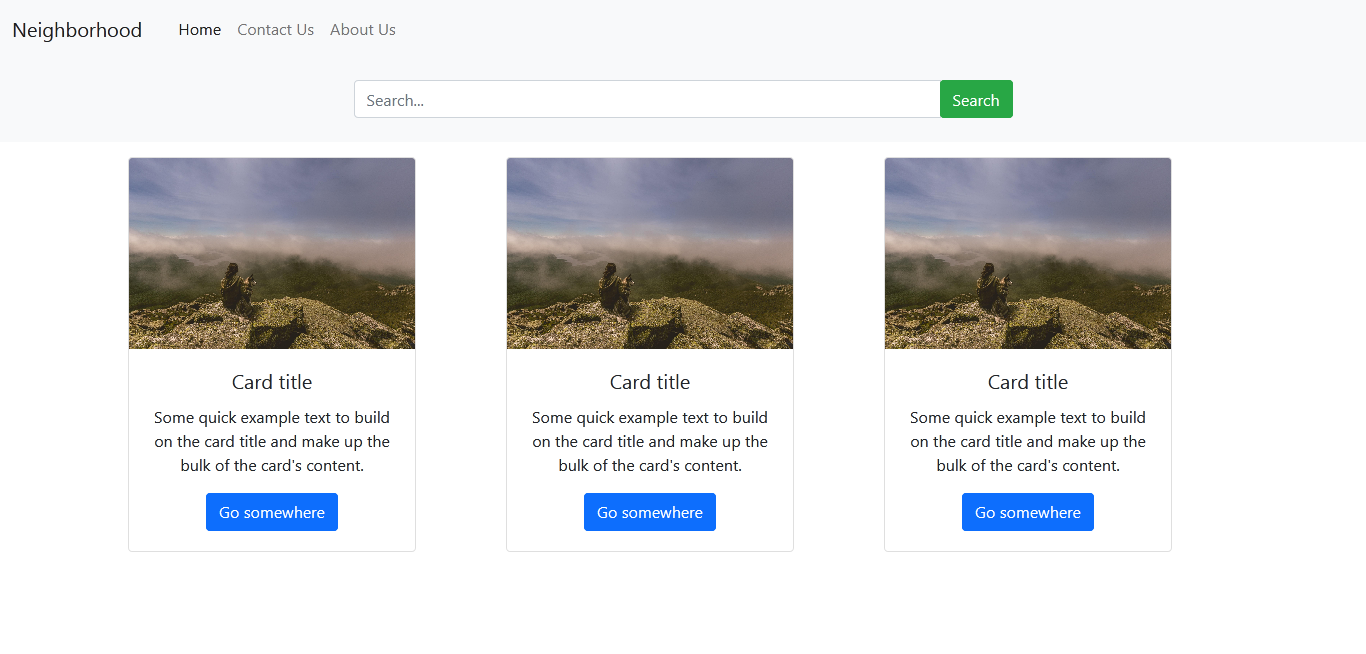 Neighborhood Home Contact Us About Us
Search... Search
Card title
Some quick example text to build
on the card title and make up the
bulk of the card's content.
Go somewhere
Card title
Some quick example text to build
on the card title and make up the
bulk of the card's content.
Go somewhere
Card title
Some quick example text to build
on the card title and make up the
bulk of the card's content.
Go somewhere